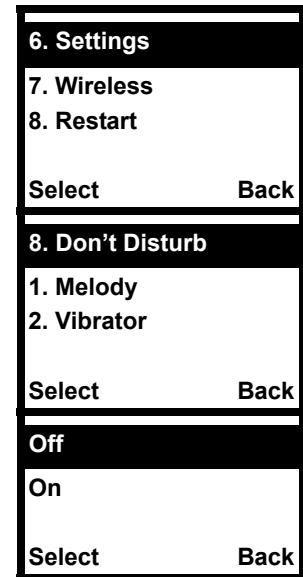 6. Settings
7. Wireless
8. Restart
Select Back
8. Don’t Disturb
1. Melody
2. Vibrator
Select Back
Off
On
Select Back